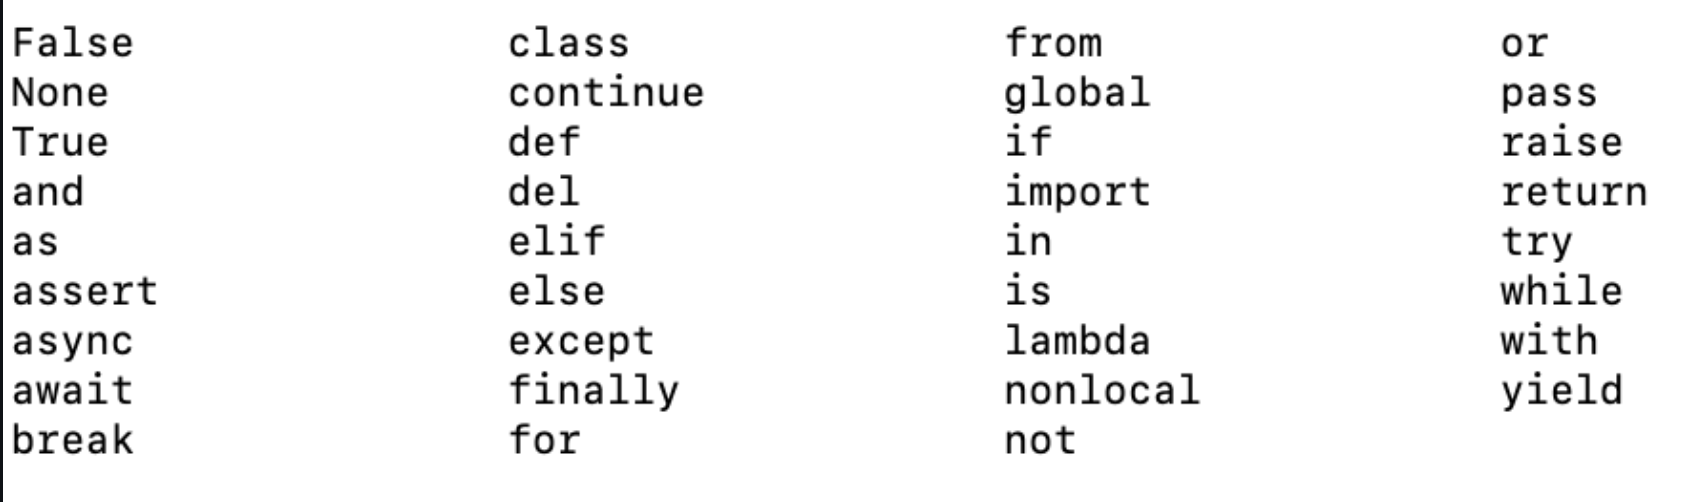 False class from or
None continue global pass
True def if raise
and del import return
as elif in try
assert else is while
async except lambda with
await finally nonlocal yield
break for not